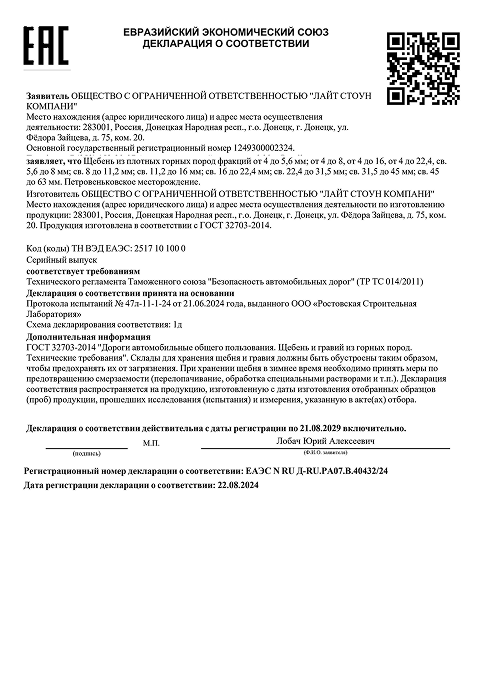 EAC
ЕВРАЗИЙСКИЙ ЭКОНОМИЧЕСКИЙ СОЮЗ
ДЕКЛАРАЦИЯ О СООТВЕТСТВИИ
Заявитель ОБЩЕСТВО С ОГРАНИЧЕННОЙ ОТВЕТСТВЕННОСТЬЮ "ЛАЙТ СТОУН
КОМПАНИ"
Место нахождения (адрес юридического лица) и адрес места осуществления
деятельности: 283001, Россия, Донецкая Народная респ., г.о. Донецк, г. Донецк, ул.
Фёдора Зайцева, д. 75, ком. 20.
Основной государственный регистрационный номер 1249300002324.
заявляет, что Щебень из плотных горных пород фракций от 4 до 5,6 мм; от 4 до 8, от 4 до 16, от 4 до 22,4, св.
5,6 до 8 мм; св. 8 до 11,2 мм; св. 11,2 до 16 мм; св. 16 до 22,4 мм; св. 22,4 до 31,5 мм; св. 31,5 до 45 мм; св. 45
до 63 мм. Петровеньковское месторождение.
Изготовитель ОБЩЕСТВО С ОГРАНИЧЕННОЙ ОТВЕТСТВЕННОСТЬЮ "ЛАЙТ СТОУН КОМПАНИ"
Место нахождения (адрес юридического лица) и адрес места осуществления деятельности по изготовлению
продукции: 283001, Россия, Донецкая Народная респ., г.о. Донецк, г. Донецк, ул. Фёдора Зайцева, д. 75, ком.
20. Продукция изготовлена в соответствии с ГОСТ 32703-2014.
Код (коды) ТН ВЭД ЕАЭС: 2517 10 100 0
Серийный выпуск
соответствует требованиям
Технического регламента Таможенного союза "Безопасность автомобильных дорог" (ТР ТС 014/2011)
Декларация о соответствии принята на основании
Протокола испытаний № 47л-11-1-24 от 21.06.2024 года, выданного ООО «Ростовская Строительная
Лаборатория»
Схема декларирования соответствия: 1д
Дополнительная информация
ГОСТ 32703-2014 "Дороги автомобильные общего пользования. Щебень и гравий из горных пород.
Технические требования". Склады для хранения щебня и гравия должны быть обустроены таким образом,
чтобы предохранять их от загрязнения. При хранении щебня в зимнее время необходимо принять меры по
предотвращению смерзаемости (перелопачивание, обработка специальными растворами и т.п.). Декларация
соответствия распространяется на продукцию, изготовленную с даты изготовления отобранных образцов
(проб) продукции, прошедших исследования (испытания) и измерения, указанную в акте(ах) отбора.
Декларация о соответствии действительна с даты регистрации по 21.08.2029 включительно.
Лобач Юрий Алексеевич
М.П.
(подпись)
(Ф.И.О. заявителя)
Регистрационный номер декларации о соответствии: ЕАЭС N RU Д-RU.РА07.В.40432/24
Дата регистрации декларации о соответствии: 22.08.2024